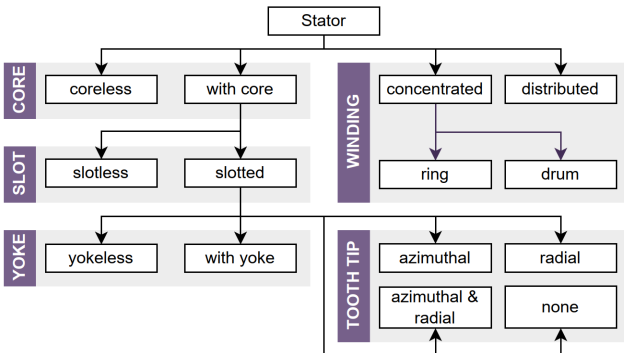 Stator
CORE
coreless
with core
WINDING
concentrated
distributed
ring
drum
SLOT
slotless
slotted
YOKE
yokeless
with yoke
TOOTH TIP
azimuthal
radial
azimuthal &
radial
none